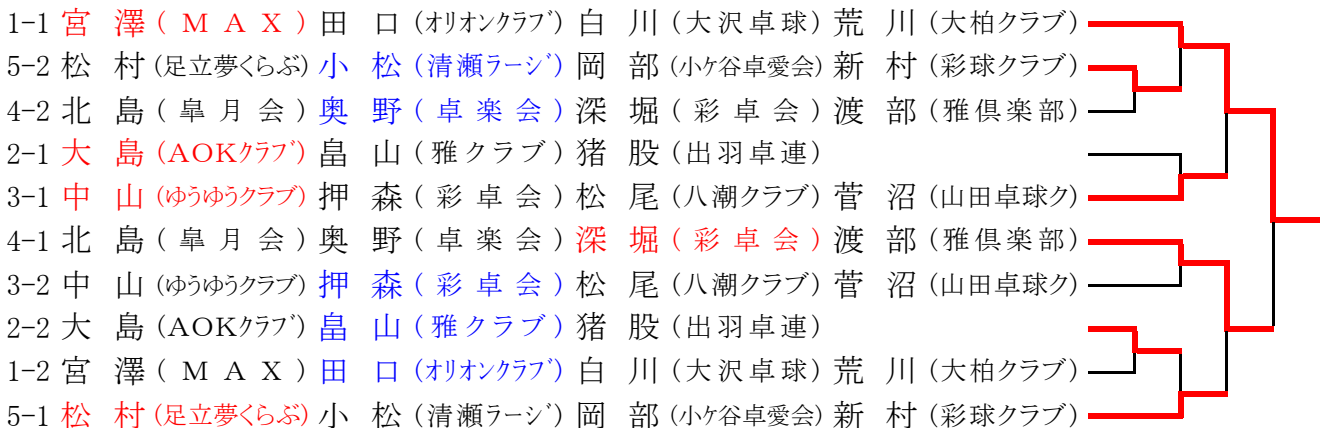 1-1 宮 澤 ( M A X ) 田 口 (オリオンクラブ) 白 川 (大沢卓球) 荒 川 (大柏クラブ)
5-2 松 村 (足立夢くらぶ) 小 松 (清瀬ラージ) 岡 部 (小ケ谷卓愛会) 新 村 (彩球クラブ)
4-2 北 島 ( 皐 月 会 ) 奥 野 ( 卓 楽 会 ) 深 堀 ( 彩 卓 会 ) 渡 部 (雅倶楽部)
2-1 大 島 (AOKクラブ) 畠 山 (雅クラブ) 猪 股 (出羽卓連)
3-1 中 山 (ゆうゆうクラブ) 押 森 ( 彩 卓 会 ) 松 尾 (八潮クラブ) 菅 沼 (山田卓球ク)
4-1 北 島 ( 皐 月 会 ) 奥 野 ( 卓 楽 会 ) 深 堀 ( 彩 卓 会 ) 渡 部 (雅倶楽部)
3-2 中 山 (ゆうゆうクラブ) 押 森 ( 彩 卓 会 ) 松 尾 (八潮クラブ) 菅 沼 (山田卓球ク)
2-2 大 島 (AOKクラブ) 畠 山 (雅クラブ) 猪 股 (出羽卓連)
1-2 宮 澤 ( M A X ) 田 口 (オリオンクラブ) 白 川 (大沢卓球) 荒 川 (大柏クラブ)
5-1 松 村 (足立夢くらぶ) 小 松 (清瀬ラージ) 岡 部 (小ケ谷卓愛会) 新 村 (彩球クラブ)